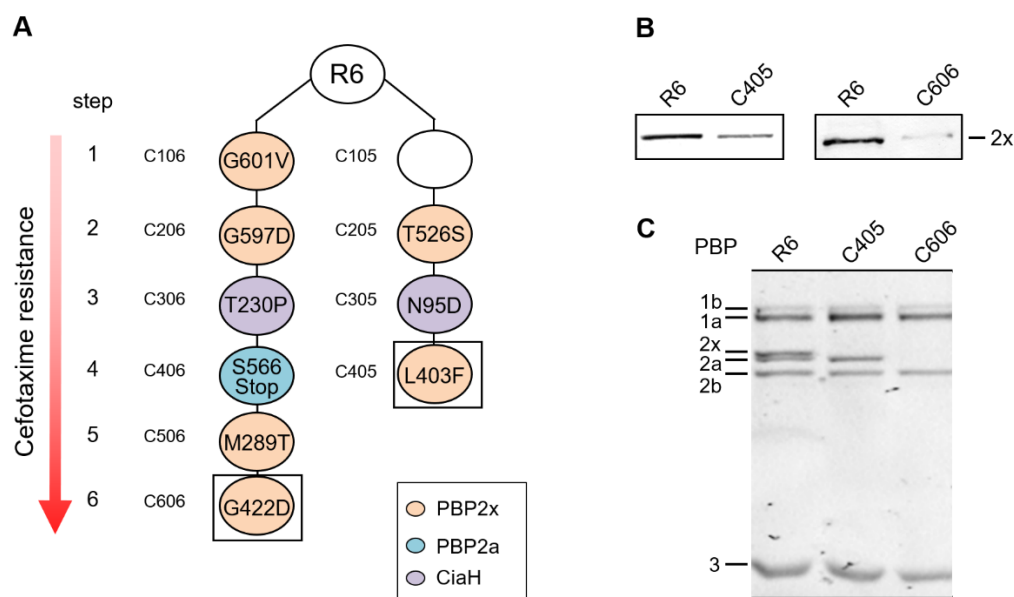 A
R6
step
Cefotaxime resistance
1 C106 G601V C105
2 C206 G597D C205 T526S
3 C306 T230P C305 N95D
4 C406 S566 Stop C405 L403F
5 C506 M289T
6 C606 G422D
PBP2x
PBP2a
CiaH
B
R6 C405 R6 C606
2x
C
PBP R6 C405 C606
1b
1a
2x
2a
2b
3